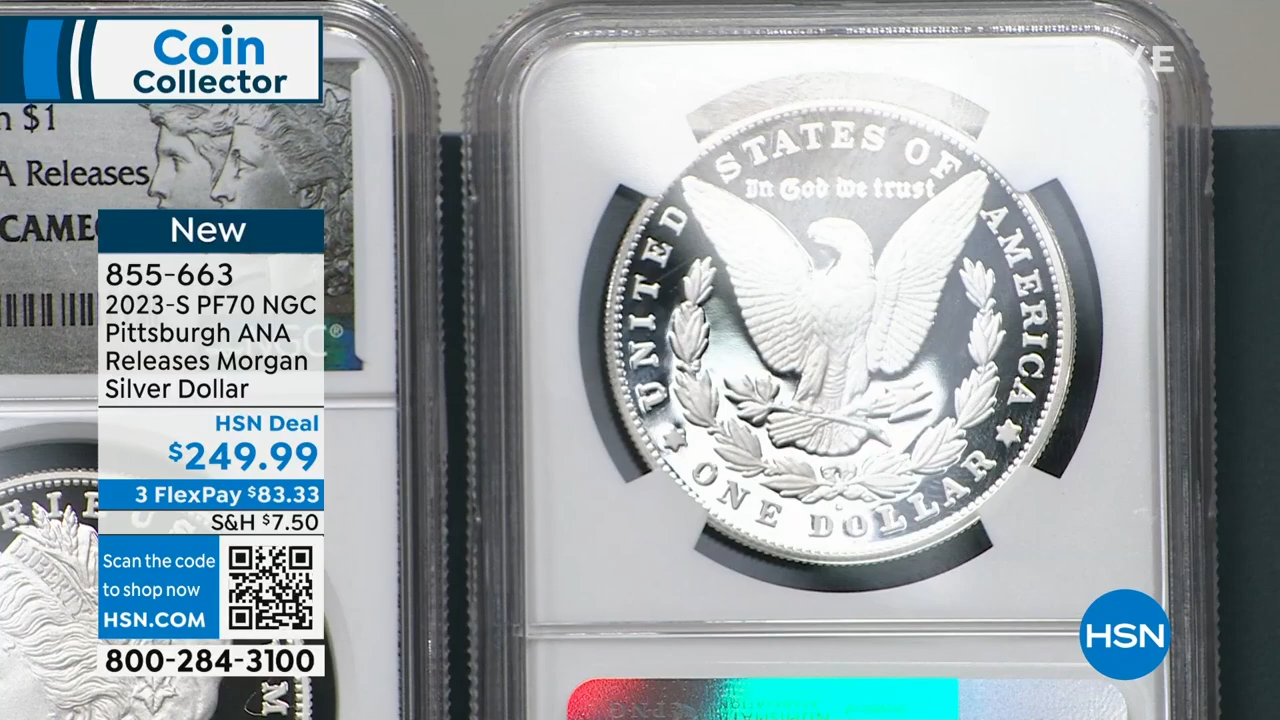 Coin
Collector
n $1
A Releases
CAME
New
855-663
2023-S PF70 NGC
Pittsburgh ANA
Releases Morgan
Silver Dollar
HSN Deal
$249.99
3 FlexPay $83.33
S&H $7.50
Scan the code
to shop now
HSN.COM
800-284-3100
UNITED STATES OF AMERICA
In God we trust
ONE DOLLAR
HSN